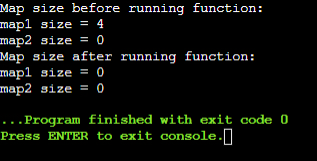 Map size before running function:
map1 size = 4
map2 size = 0
Map size after running function:
map1 size = 0
map2 size = 0
...Program finished with exit code 0
Press ENTER to exit console.